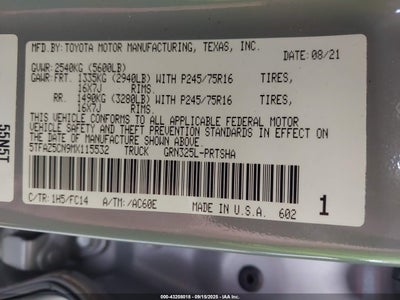 MFD.BY: TOYOTA MOTOR MANUFACTURING, TEXAS, INC.
GVWR: 2540KG (5600LB) DATE: 08/21
GAWR: FRT. 1335KG (2940LB) WITH P245/75R16 TIRES,
16X7J RIMS
RR. 1490KG (3280LB) WITH P245/75R16 TIRES,
16X7J RIMS
THIS VEHICLE CONFORMS TO ALL APPLICABLE FEDERAL MOTOR
VEHICLE SAFETY AND THEFT PREVENTION STANDARDS IN EFFECT
ON THE DATE OF MANUFACTURE SHOWN ABOVE
5TFAZ5CN9MX115532 TRUCK GRN325L-PRTSHA
C/TR: 1H5/FC14 A/TM: /AC60E
MADE IN U.S.A. 602 1
55N5T
000-43208018 - 09/15/2025 - IAA Inc.